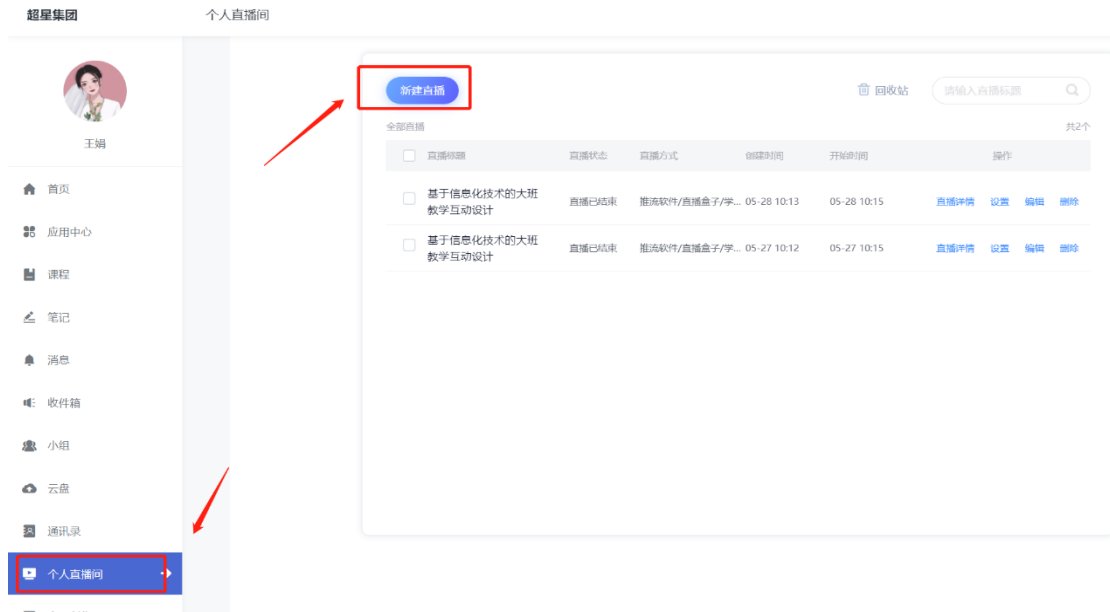 超星集团 个人直播间
王娟
首页
应用中心
课程
笔记
消息
收件箱
小组
云盘
通讯录
个人直播间
新建直播 回收站 请输入直播标题
全部直播 共2个
直播标题 直播状态 直播方式 创建时间 开始时间 操作
基于信息化技术的大班
教学互动设计
直播已结束 推流软件/直播盒子/学... 05-28 10:13 05-28 10:15 直播详情 设置 编辑 删除
基于信息化技术的大班
教学互动设计
直播已结束 推流软件/直播盒子/学... 05-27 10:12 05-27 10:15 直播详情 设置 编辑 删除